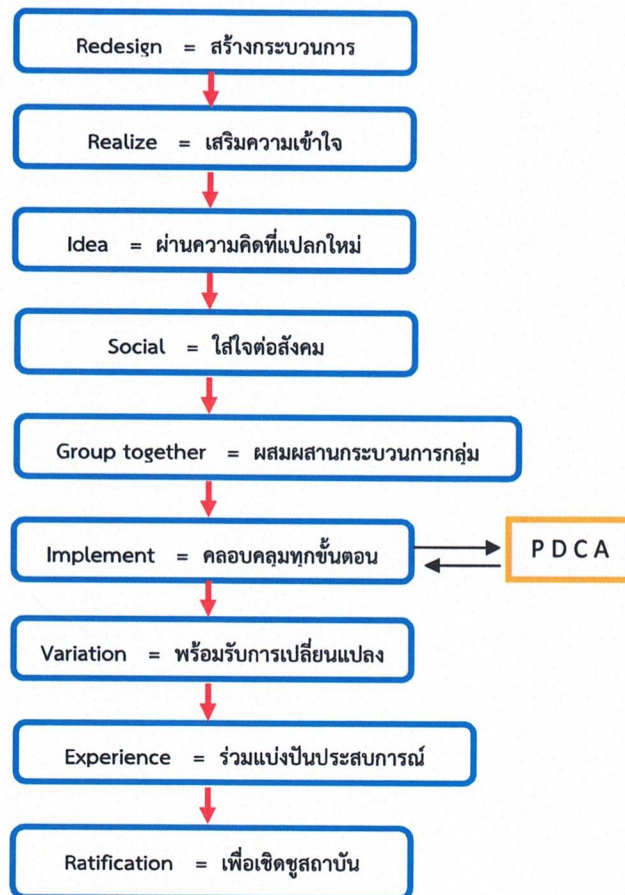 Redesign = สร้างกระบวนการ
Realize = เสริมความเข้าใจ
Idea = ผ่านความคิดที่แปลกใหม่
Social = ใส่ใจต่อสังคม
Group together = ผสมผสานกระบวนการกลุ่ม
Implement = คลอบคลุมทุกขั้นตอน
P D C A
Variation = พร้อมรับการเปลี่ยนแปลง
Experience = ร่วมแบ่งปันประสบการณ์
Ratification = เพื่อเชิดชูสถาบัน